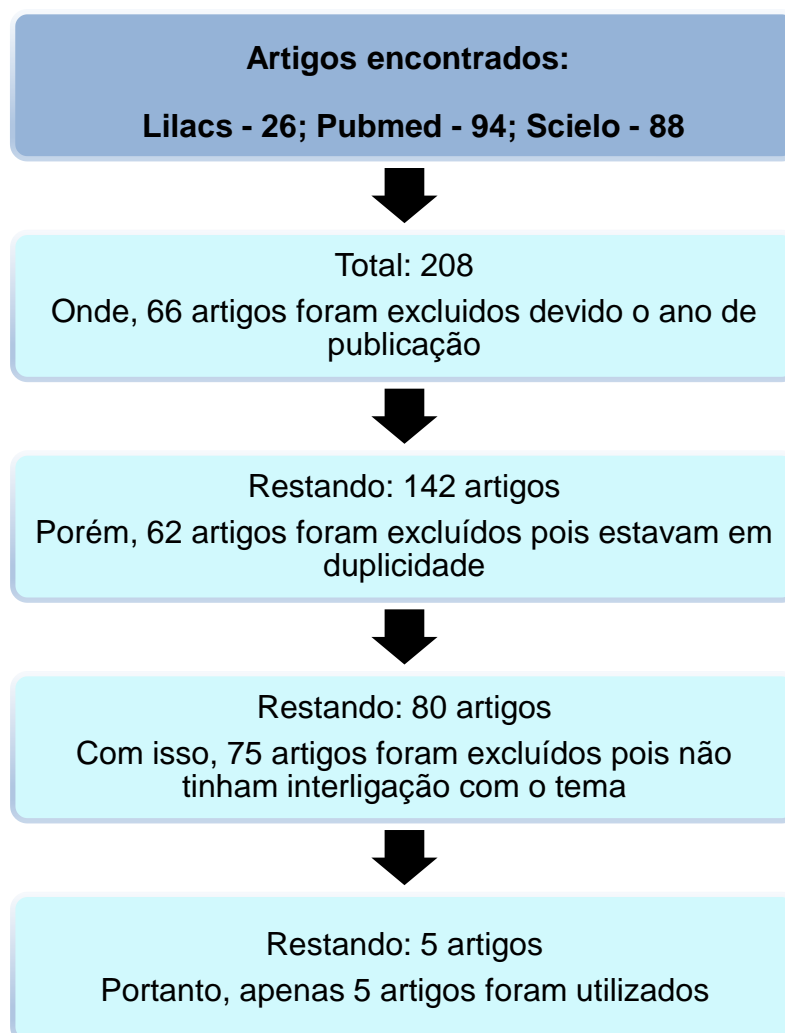 Artigos encontrados:
Lilacs - 26; Pubmed - 94; Scielo - 88
Total: 208
Onde, 66 artigos foram excluidos devido o ano de
publicação
Restando: 142 artigos
Porém, 62 artigos foram excluídos pois estavam em
duplicidade
Restando: 80 artigos
Com isso, 75 artigos foram excluídos pois não
tinham interligação com o tema
Restando: 5 artigos
Portanto, apenas 5 artigos foram utilizados